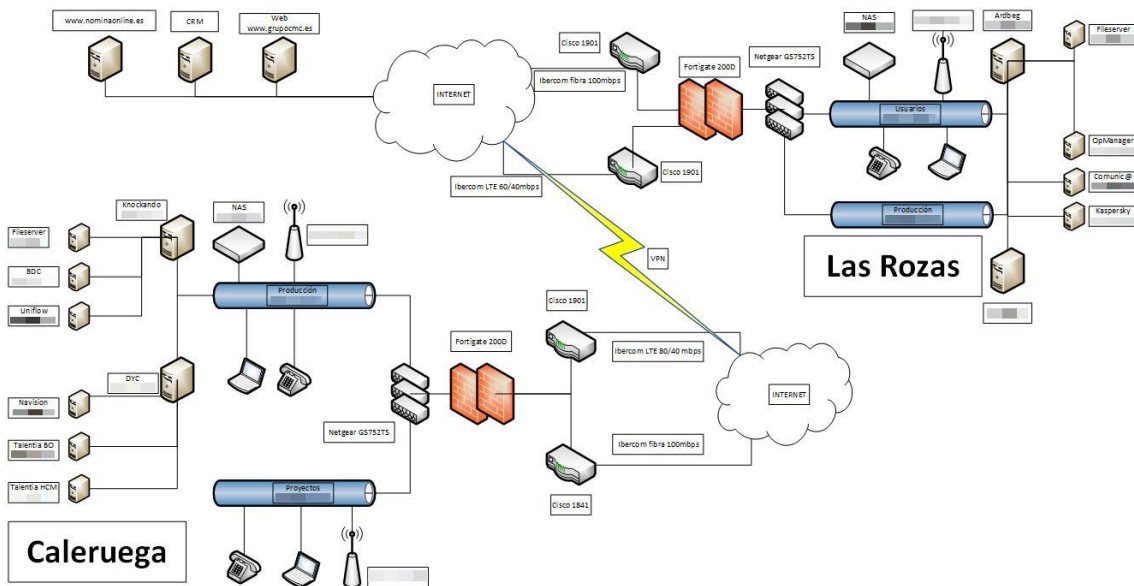 www.nominaonline.es
CRM
Web
www.grupocmc.es
INTERNET
Cisco 1901
Ibercom fibra 100mbps
Fortigate 200D
Netgear GS752TS
NAS
Ardbeg
Fileserver
Usuarios
OpManager
Comunic@
Kaspersky
Cisco 1901
Ibercom LTE 60/40mbps
Producción
Las Rozas
VPN
Knockando
NAS
Fileserver
BDC
Uniflow
Producción
DYC
Navision
Talentia BO
Talentia HCM
Netgear GS752TS
Fortigate 200D
Cisco 1901
Ibercom LTE 80/40 mbps
INTERNET
Ibercom fibra 100mbps
Cisco 1841
Proyectos
Caleruega